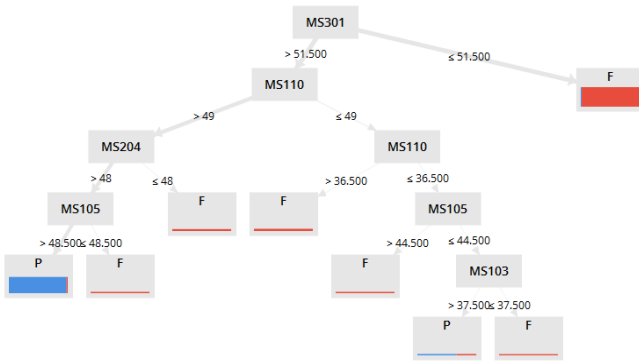 MS301
> 51.500
≤ 51.500
MS110
F
> 49
≤ 49
MS204
MS110
> 48
≤ 48
> 36.500
≤ 36.500
MS105
F
F
MS105
> 48.500
≤ 48.500
> 44.500
≤ 44.500
P
F
F
MS103
> 37.500
≤ 37.500
P
F